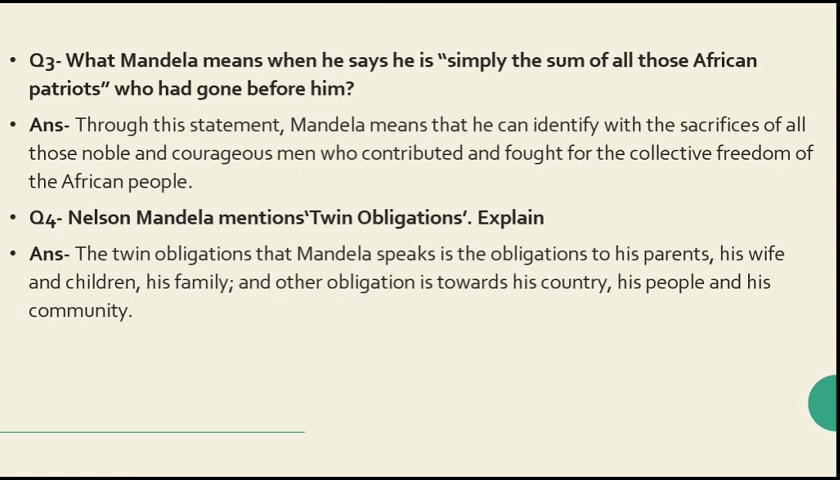 • Q3- What Mandela means when he says he is “simply the sum of all those African
patriots” who had gone before him?
• Ans- Through this statement, Mandela means that he can identify with the sacrifices of all
those noble and courageous men who contributed and fought for the collective freedom of
the African people.
• Q4- Nelson Mandela mentions‘Twin Obligations’. Explain
• Ans- The twin obligations that Mandela speaks is the obligations to his parents, his wife
and children, his family; and other obligation is towards his country, his people and his
community.